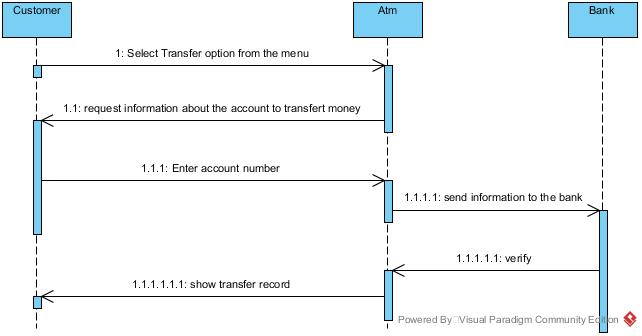 Customer
Atm
Bank
1: Select Transfer option from the menu
1.1: request information about the account to transfert money
1.1.1: Enter account number
1.1.1.1: send information to the bank
1.1.1.1.1: verify
1.1.1.1.1.1: show transfer record
Powered By Visual Paradigm Community Edition